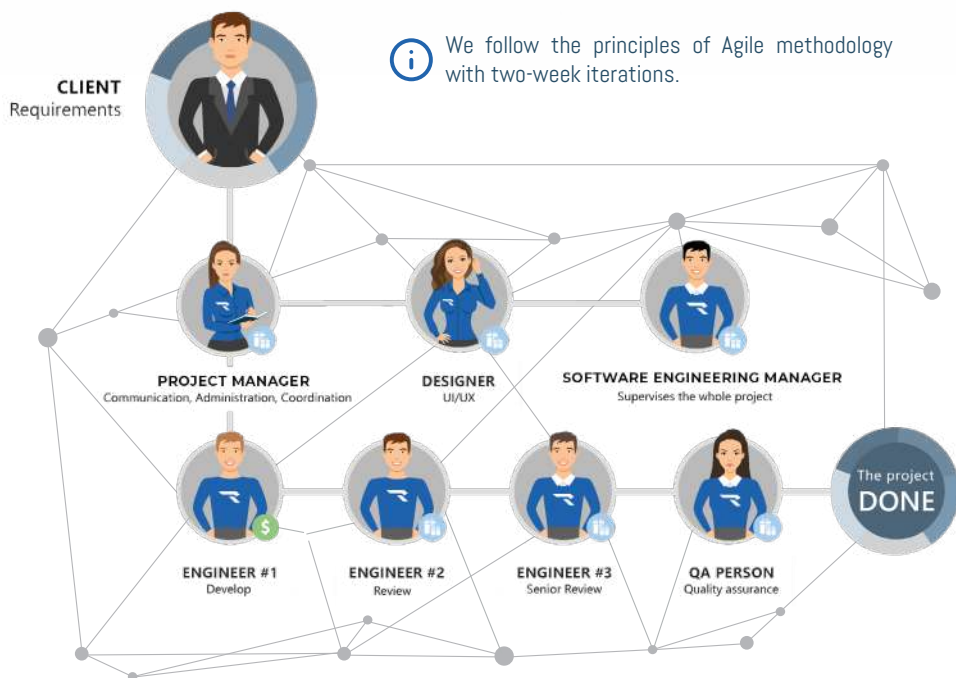 We follow the principles of Agile methodology
with two-week iterations.
CLIENT
Requirements
PROJECT MANAGER
Communication, Administration, Coordination
DESIGNER
UI/UX
SOFTWARE ENGINEERING MANAGER
Supervises the whole project
The project
DONE
ENGINEER #1
Develop
ENGINEER #2
Review
ENGINEER #3
Senior Review
QA PERSON
Quality assurance